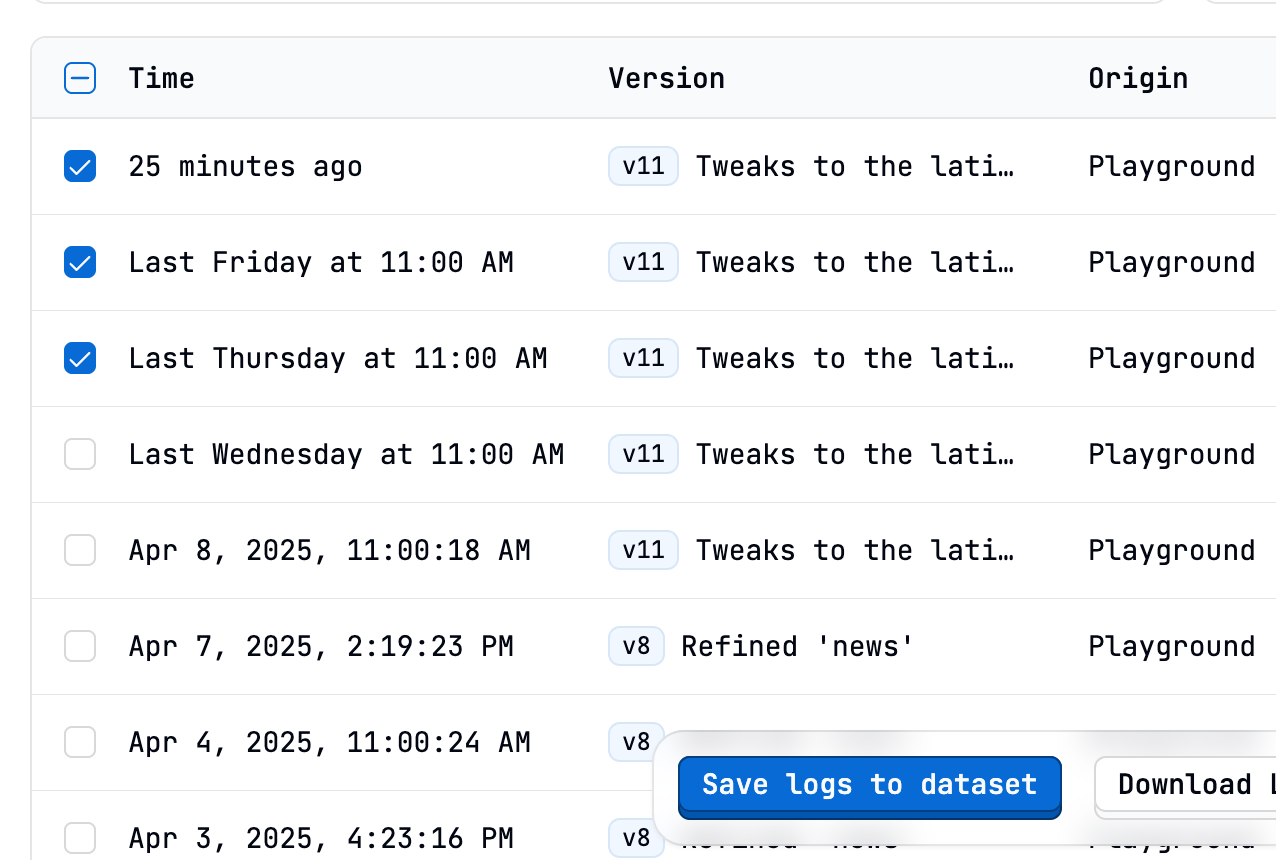 Time Version Origin
25 minutes ago v11 Tweaks to the lati… Playground
Last Friday at 11:00 AM v11 Tweaks to the lati… Playground
Last Thursday at 11:00 AM v11 Tweaks to the lati… Playground
Last Wednesday at 11:00 AM v11 Tweaks to the lati… Playground
Apr 8, 2025, 11:00:18 AM v11 Tweaks to the lati… Playground
Apr 7, 2025, 2:19:23 PM v8 Refined 'news' Playground
Apr 4, 2025, 11:00:24 AM v8
Save logs to dataset Download
Apr 3, 2025, 4:23:16 PM v8